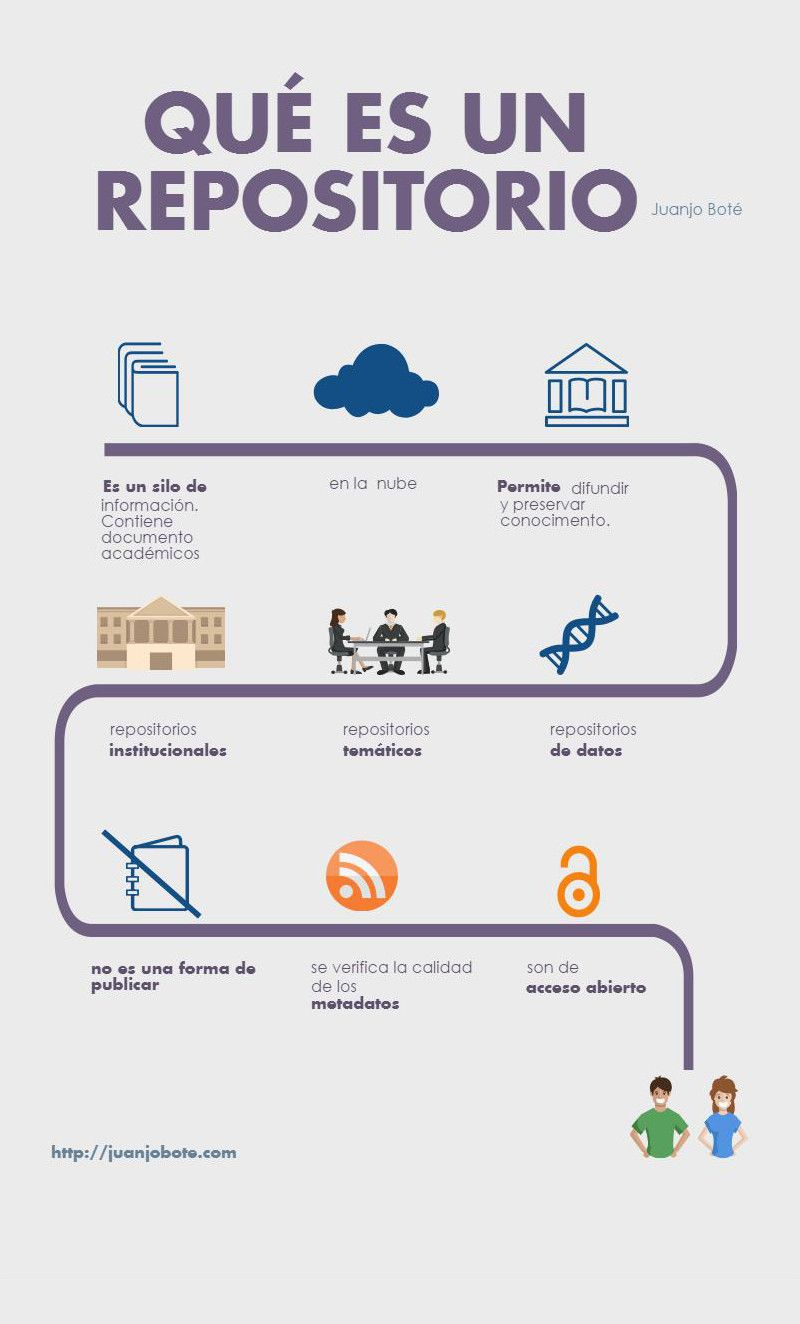 QUÉ ES UN
REPOSITORIO
Juanjo Boté
Es un silo de
información.
Contiene
documento
académicos
en la nube
Permite difundir
y preservar
conocimento.
repositorios
institucionales
repositorios
temáticos
repositorios
de datos
no es una forma de
publicar
se verifica la calidad
de los
metadatos
son de
acceso abierto
http://juanjobote.com